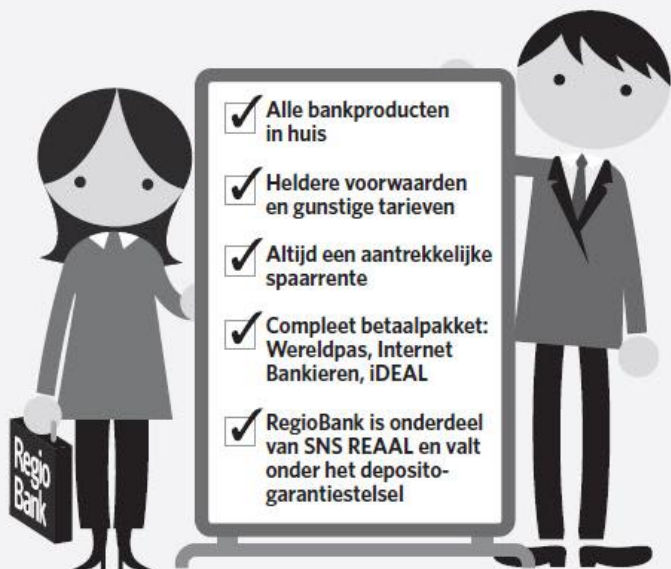 Alle bankproducten
in huis
Heldere voorwaarden
en gunstige tarieven
Altijd een aantrekkelijke
spaarrente
Compleet betaalpakket:
Wereldpas, Internet
Bankieren, iDEAL
RegioBank is onderdeel
van SNS REAAL en valt
onder het deposito-
garantiestelsel
Regio
Bank